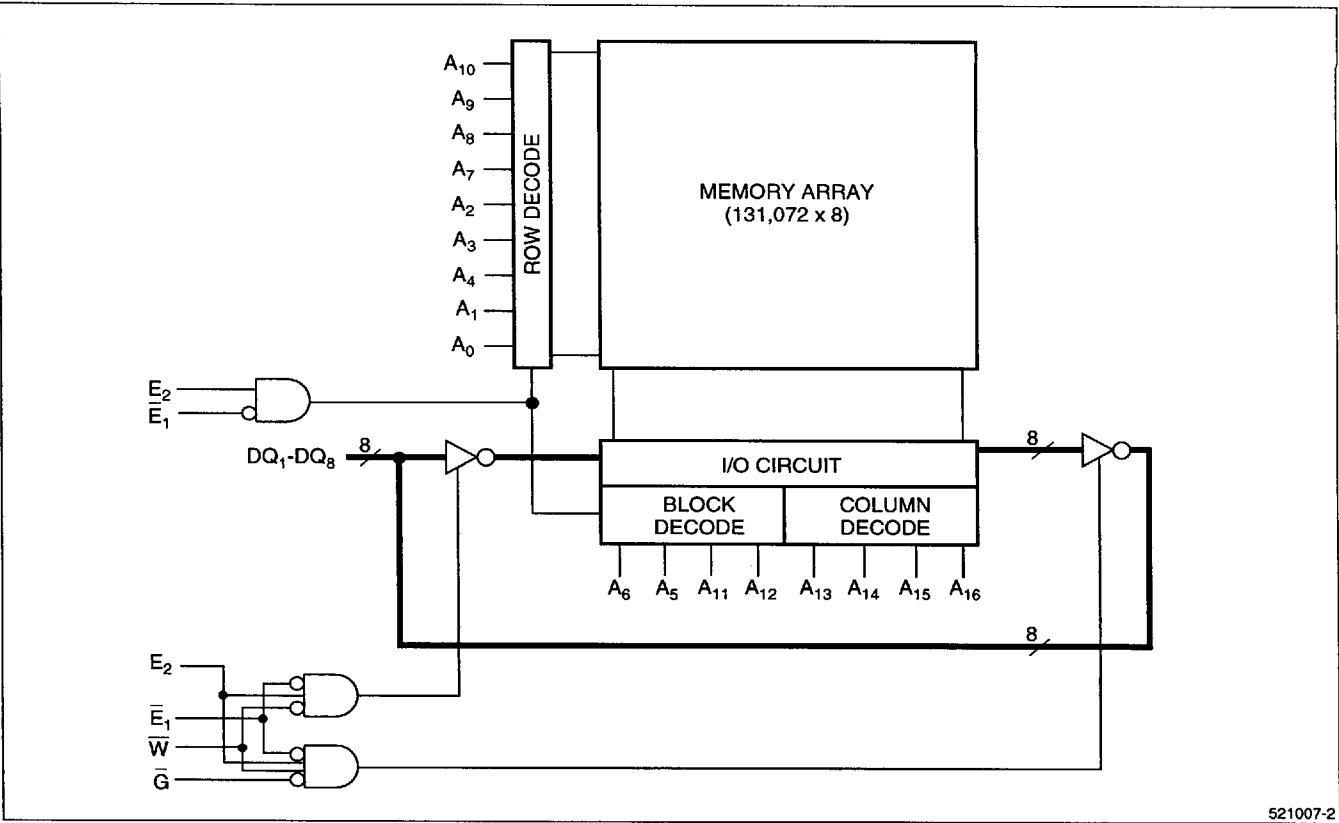 A₁₀
A₉
A₈
A₇
A₂
A₃
A₄
A₁
A₀
ROW DECODE
MEMORY ARRAY
(131,072 x 8)
E₂
E̅₁
DQ₁-DQ₈
8
I/O CIRCUIT
8
BLOCK
DECODE
COLUMN
DECODE
A₆ A₅ A₁₁ A₁₂ A₁₃ A₁₄ A₁₅ A₁₆
8
E₂
E̅₁
W̅
G̅
521007-2